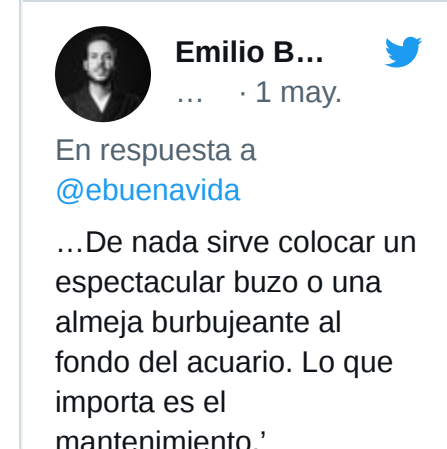 Emilio B…
… · 1 may.
En respuesta a
@ebuenavida
…De nada sirve colocar un
espectacular buzo o una
almeja burbujeante al
fondo del acuario. Lo que
importa es el
mantenimiento.’